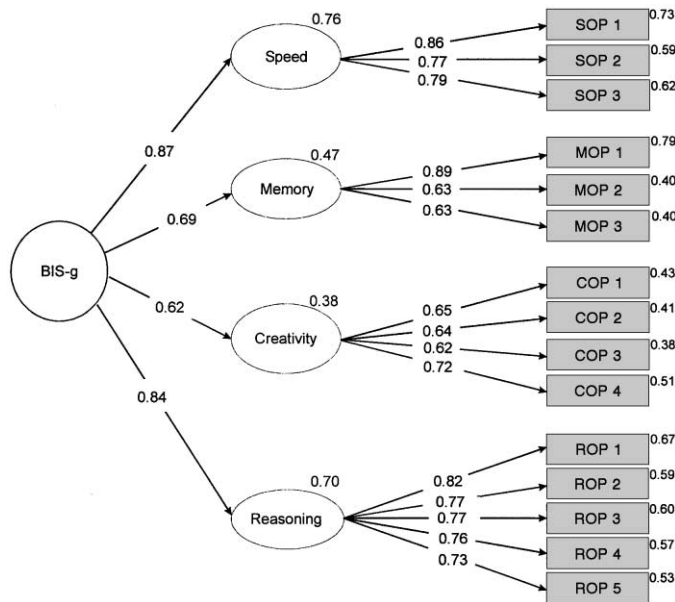 0.76
Speed
0.86
0.77
0.79
SOP 1
0.73
SOP 2
0.59
SOP 3
0.62
0.87
0.47
Memory
0.89
0.63
0.63
MOP 1
0.79
MOP 2
0.40
MOP 3
0.40
0.69
BIS-g
0.62
0.38
Creativity
0.65
0.64
0.62
0.72
COP 1
0.43
COP 2
0.41
COP 3
0.38
COP 4
0.51
0.84
0.70
Reasoning
0.82
0.77
0.77
0.76
0.73
ROP 1
0.67
ROP 2
0.59
ROP 3
0.60
ROP 4
0.57
ROP 5
0.53